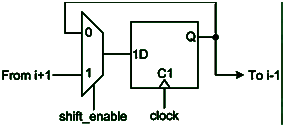 0
Q
1D
From i+1
1
C1
To i-1
shift_enable
clock